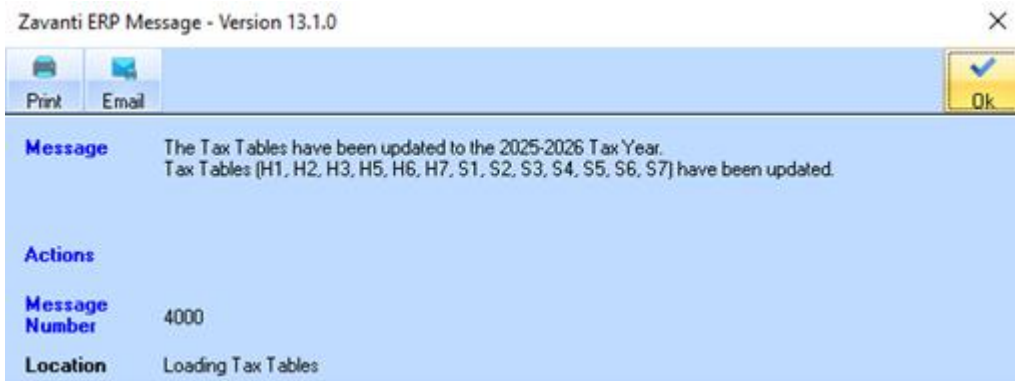 Zavanti ERP Message - Version 13.1.0
Print Email Ok
Message The Tax Tables have been updated to the 2025-2026 Tax Year.
Tax Tables (H1, H2, H3, H5, H6, H7, S1, S2, S3, S4, S5, S6, S7) have been updated.
Actions
Message
Number 4000
Location Loading Tax Tables